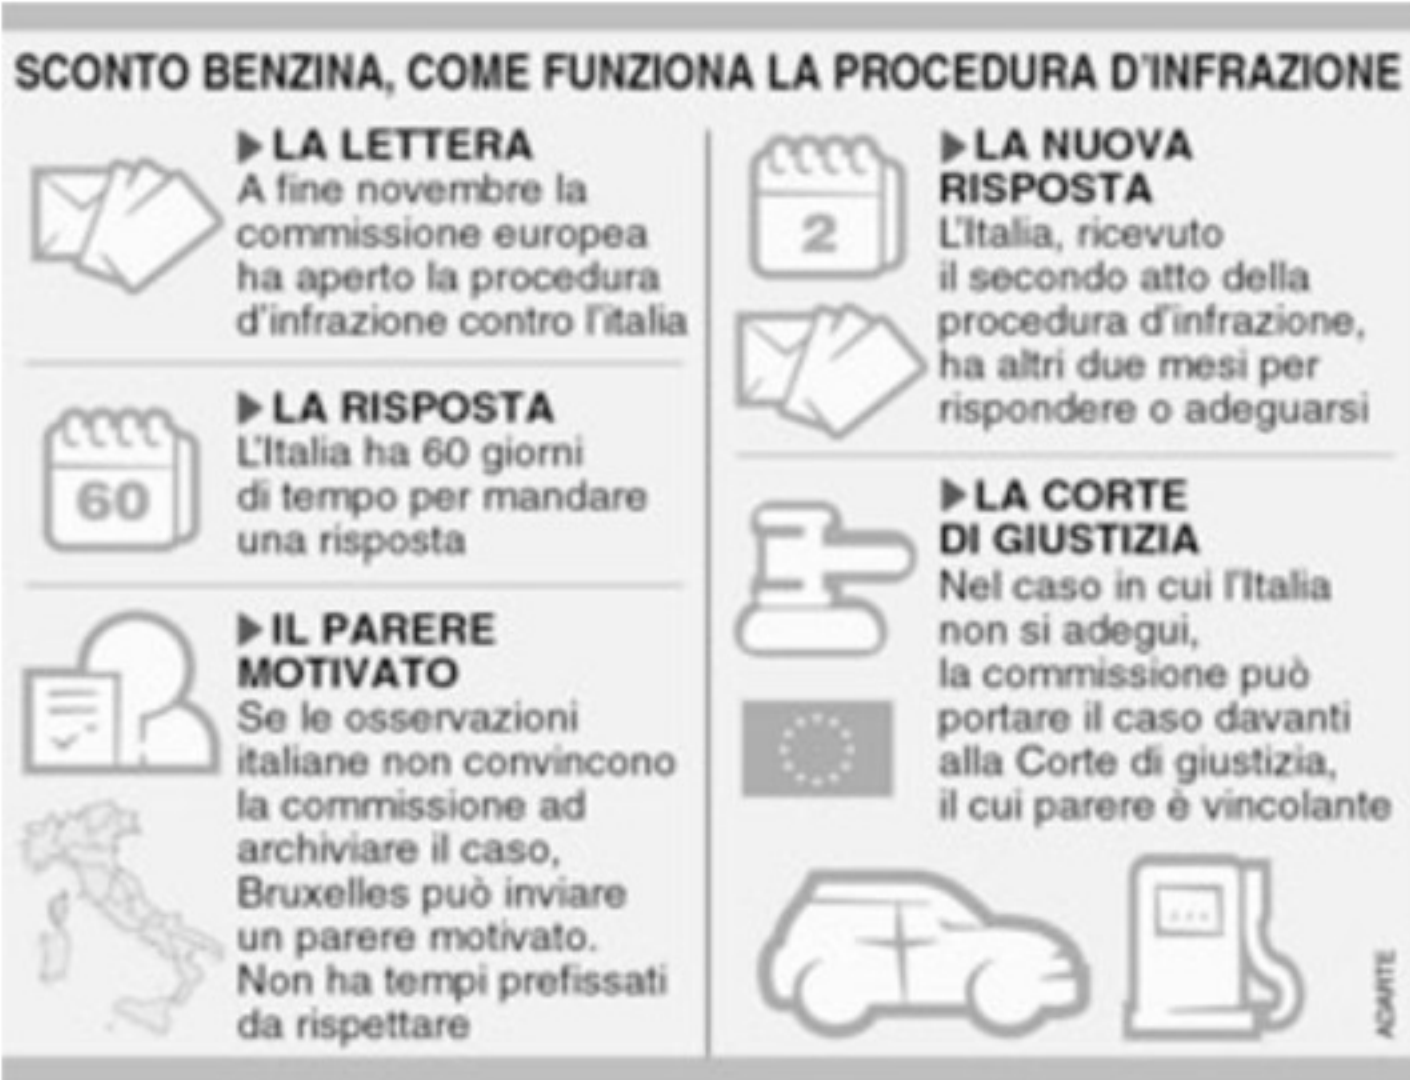 SCONTO BENZINA, COME FUNZIONA LA PROCEDURA D'INFRAZIONE
LA LETTERA
A fine novembre la
commissione europea
ha aperto la procedura
d'infrazione contro l'italia
60
LA RISPOSTA
L'Italia ha 60 giorni
di tempo per mandare
una risposta
IL PARERE
MOTIVATO
Se le osservazioni
italiane non convincono
la commissione ad
archiviare il caso,
Bruxelles può inviare
un parere motivato.
Non ha tempi prefissati
da rispettare
2
LA NUOVA
RISPOSTA
L'Italia, ricevuto
il secondo atto della
procedura d'infrazione,
ha altri due mesi per
rispondere o adeguarsi
LA CORTE
DI GIUSTIZIA
Nel caso in cui l'Italia
non si adegui,
la commissione può
portare il caso davanti
alla Corte di giustizia,
il cui parere è vincolante
ADARTE